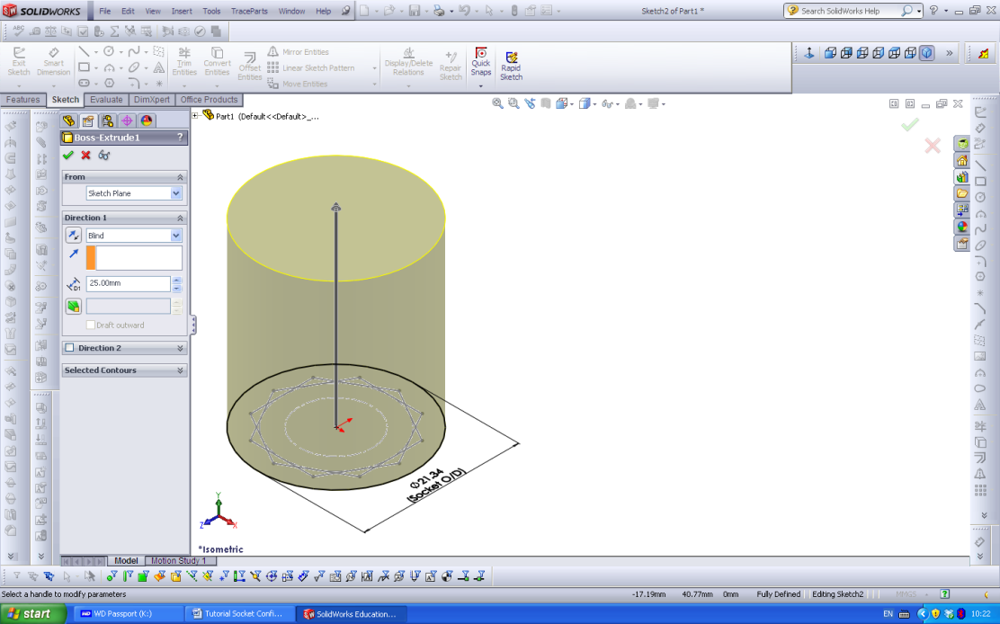 SOLIDWORKS File Edit View Insert Tools TraceParts Window Help Sketch2 of Part1 * Search SolidWorks Help
Exit Sketch Smart Dimension Trim Entities Convert Entities Offset Entities Mirror Entities Linear Sketch Pattern Move Entities Display/Delete Relations Repair Sketch Quick Snaps Rapid Sketch
Features Sketch Evaluate DimXpert Office Products
Part1 (Default<<Default>_...
Boss-Extrude1 ?
From
Sketch Plane
Direction 1
Blind
D1 25.00mm
Draft outward
Direction 2
Selected Contours
∅21.34
(Socket O/D)
Y
Z X
*Isometric
Model Motion Study 1
Select a handle to modify parameters -17.19mm 40.77mm 0mm Fully Defined Editing Sketch2 MMGS
start WD Passport (K:) Tutorial Socket Confi... SolidWorks Education... EN 10:22